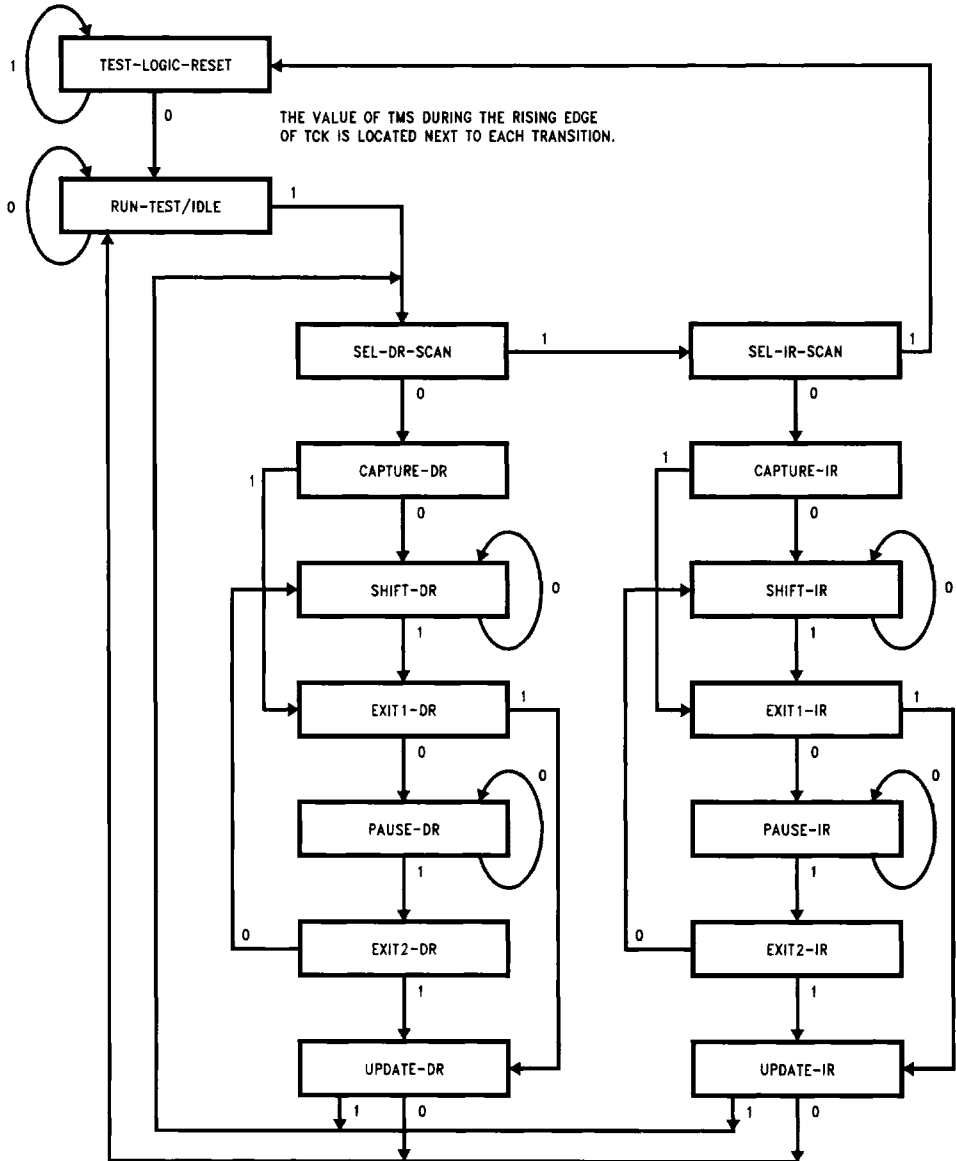 1
TEST-LOGIC-RESET
0
THE VALUE OF TMS DURING THE RISING EDGE
OF TCK IS LOCATED NEXT TO EACH TRANSITION.
0
RUN-TEST/IDLE
1
SEL-DR-SCAN
1
SEL-IR-SCAN
1
0
0
CAPTURE-DR
CAPTURE-IR
1
0
1
0
SHIFT-DR
0
SHIFT-IR
0
1
1
EXIT1-DR
1
EXIT1-IR
1
0
0
PAUSE-DR
0
PAUSE-IR
0
1
1
0
EXIT2-DR
0
EXIT2-IR
1
1
UPDATE-DR
UPDATE-IR
1
0
1
0